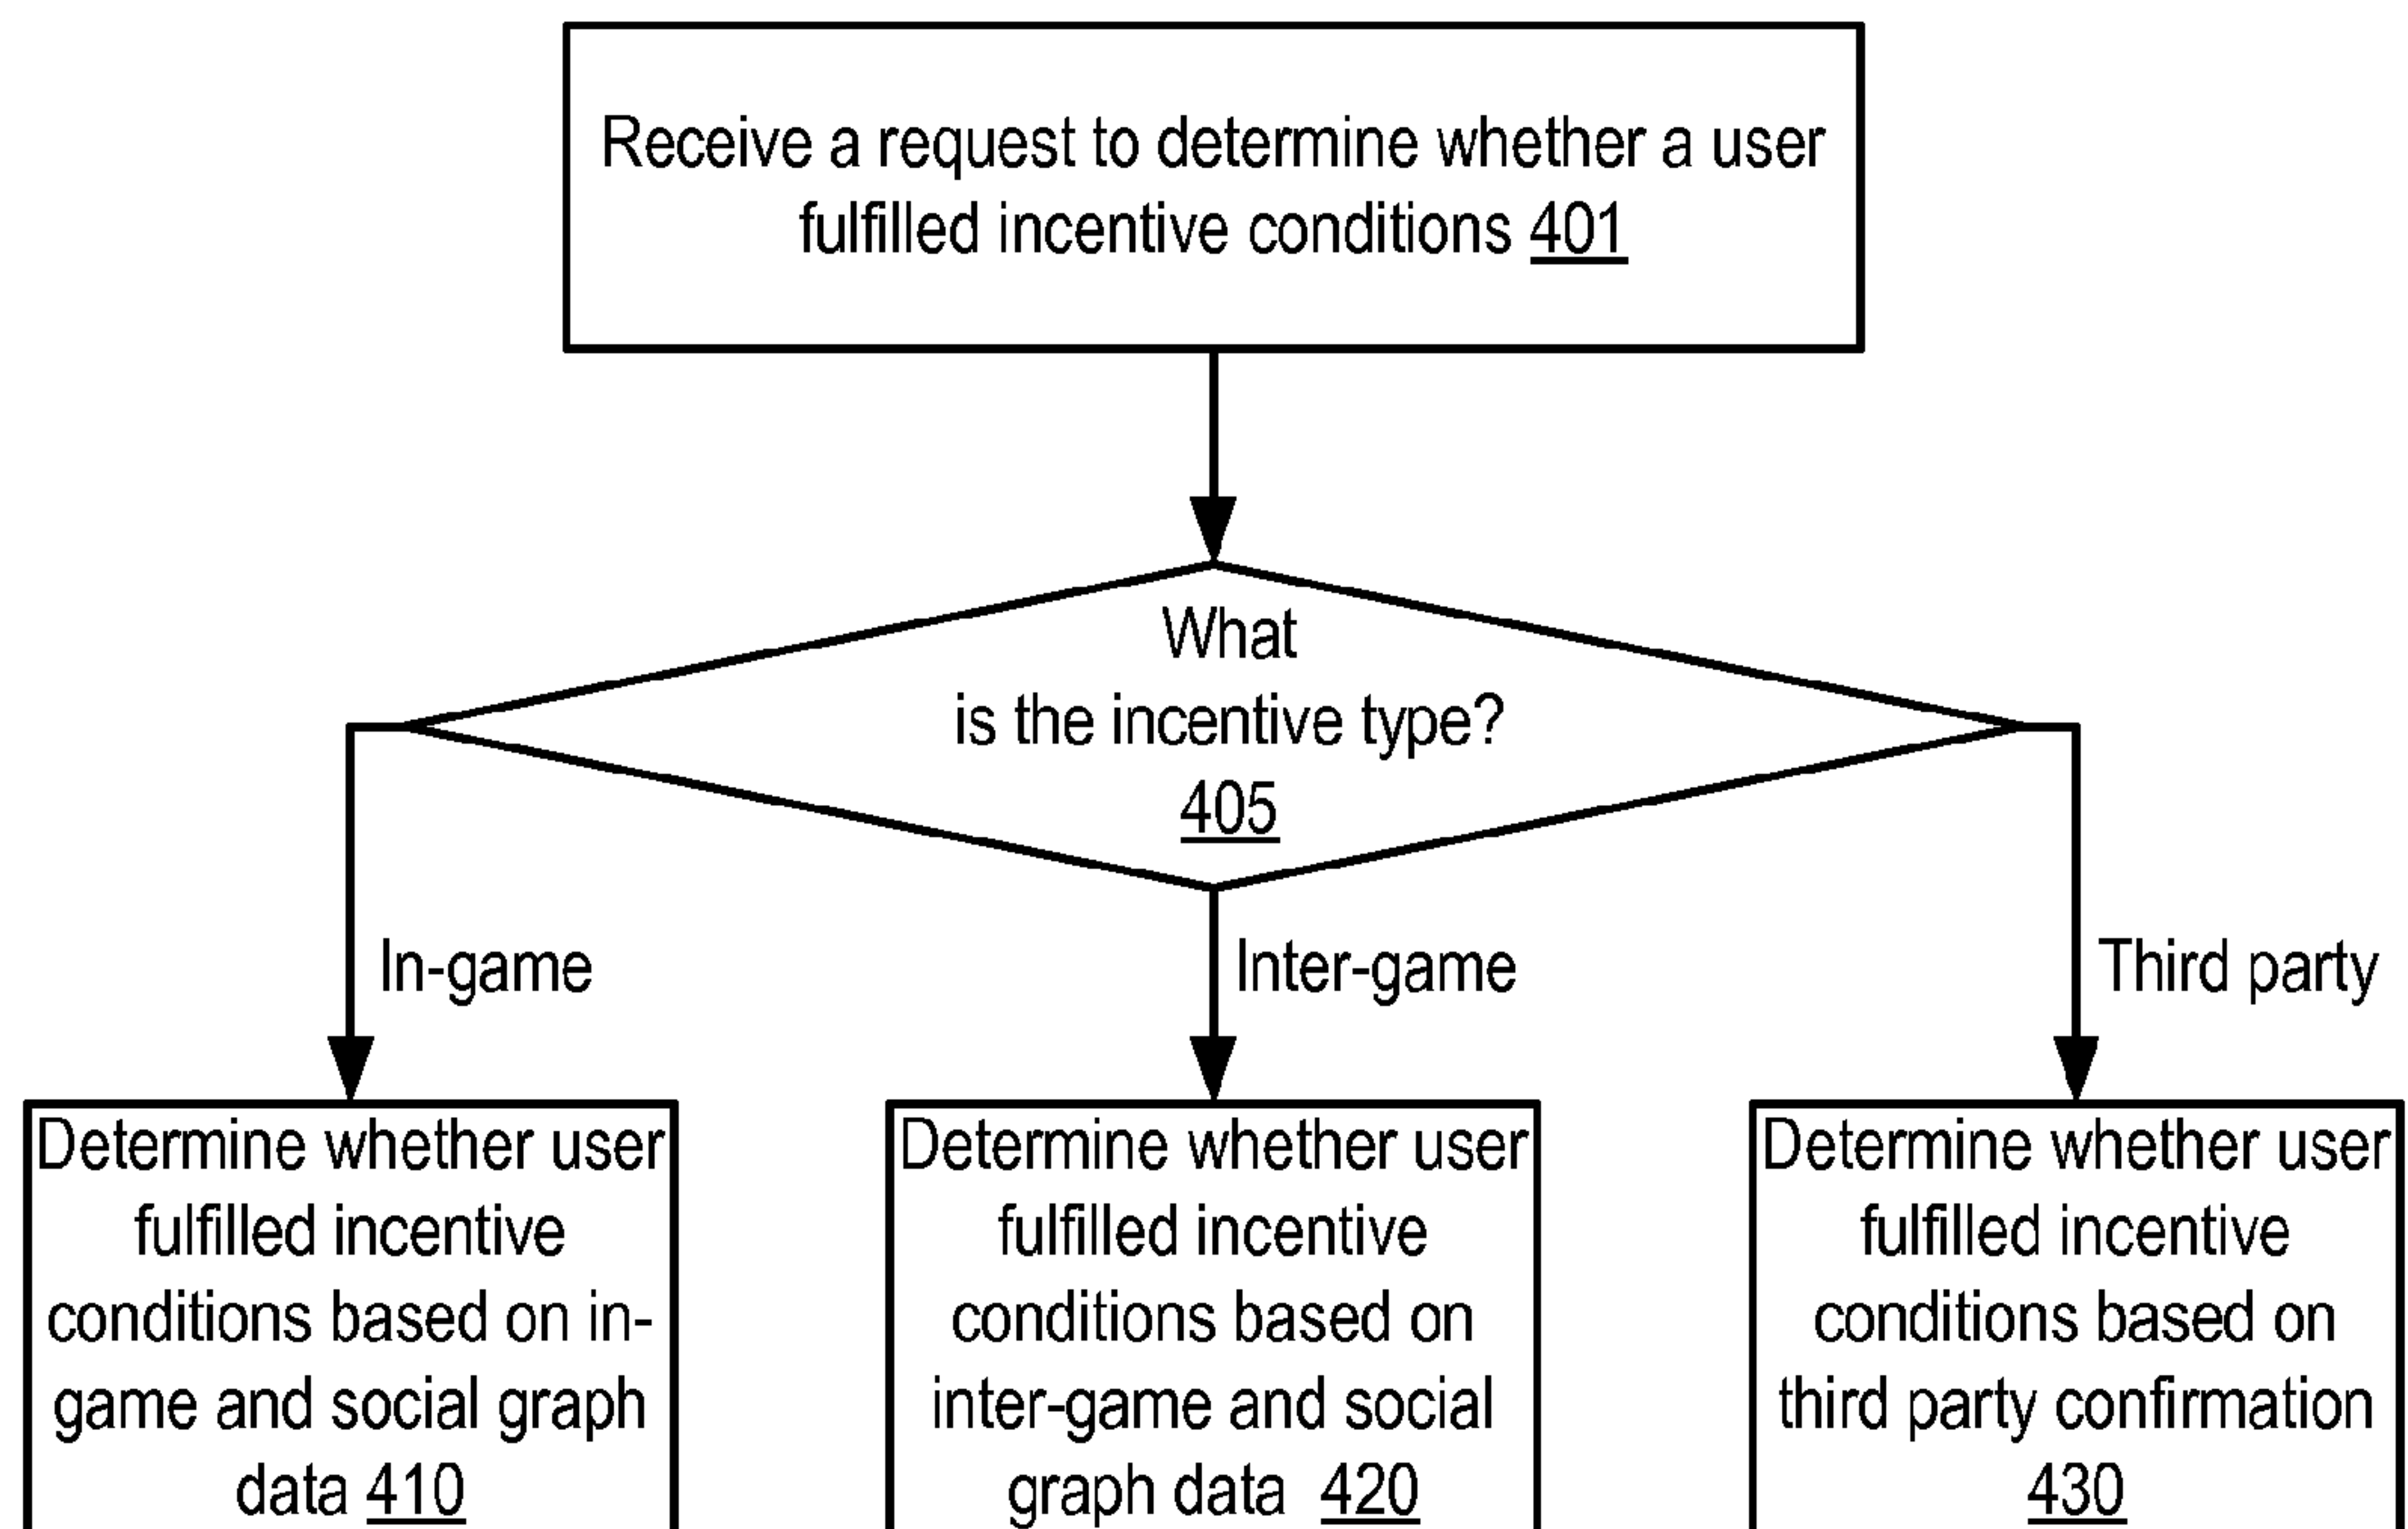 Receive a request to determine whether a user
fulfilled incentive conditions 401
What
is the incentive type?
405
In-game
Inter-game
Third party
Determine whether user
fulfilled incentive
conditions based on in-
game and social graph
data 410
Determine whether user
fulfilled incentive
conditions based on
inter-game and social
graph data 420
Determine whether user
fulfilled incentive
conditions based on
third party confirmation
430